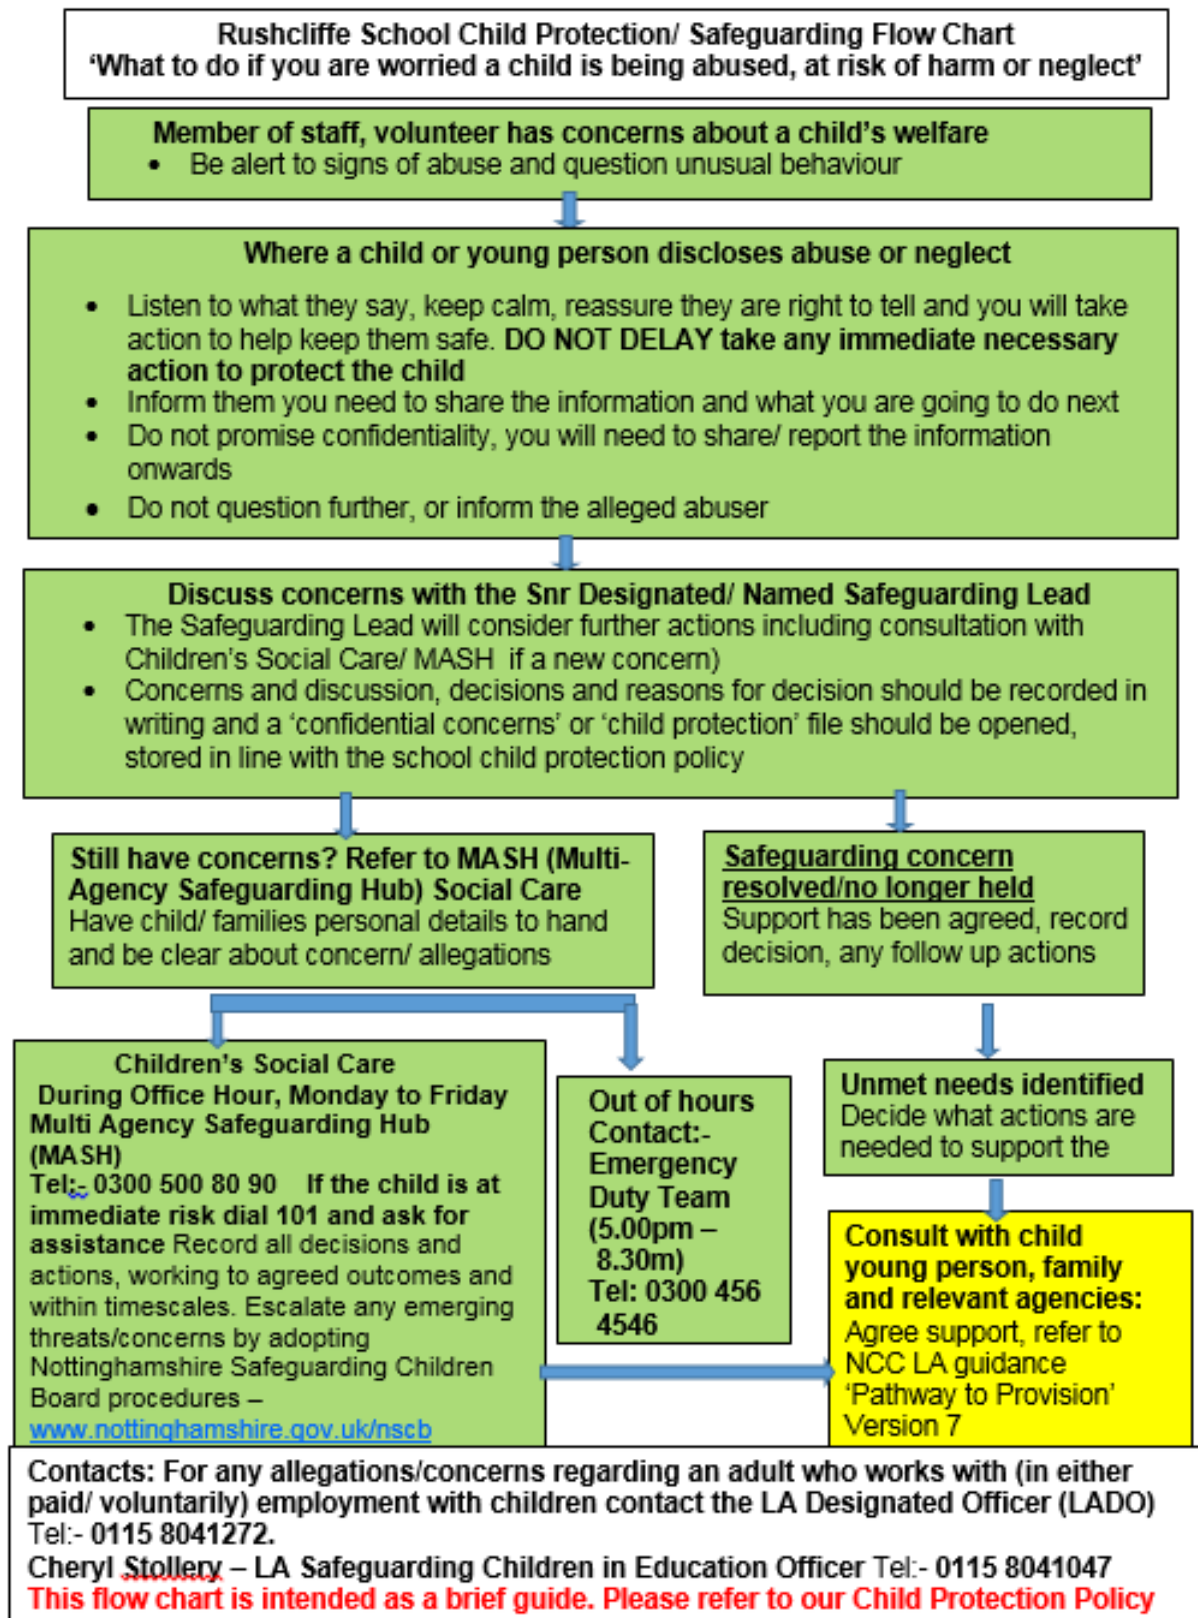 Rushcliffe School Child Protection/ Safeguarding Flow Chart
‘What to do if you are worried a child is being abused, at risk of harm or neglect’
Member of staff, volunteer has concerns about a child’s welfare
• Be alert to signs of abuse and question unusual behaviour
Where a child or young person discloses abuse or neglect
• Listen to what they say, keep calm, reassure they are right to tell and you will take
action to help keep them safe. DO NOT DELAY take any immediate necessary
action to protect the child
• Inform them you need to share the information and what you are going to do next
• Do not promise confidentiality, you will need to share/ report the information
onwards
• Do not question further, or inform the alleged abuser
Discuss concerns with the Snr Designated/ Named Safeguarding Lead
• The Safeguarding Lead will consider further actions including consultation with
Children’s Social Care/ MASH if a new concern)
• Concerns and discussion, decisions and reasons for decision should be recorded in
writing and a ‘confidential concerns’ or ‘child protection’ file should be opened,
stored in line with the school child protection policy
Still have concerns? Refer to MASH (Multi-
Agency Safeguarding Hub) Social Care
Have child/ families personal details to hand
and be clear about concern/ allegations
Safeguarding concern
resolved/no longer held
Support has been agreed, record
decision, any follow up actions
Children’s Social Care
During Office Hour, Monday to Friday
Multi Agency Safeguarding Hub
(MASH)
Tel:- 0300 500 80 90 If the child is at
immediate risk dial 101 and ask for
assistance Record all decisions and
actions, working to agreed outcomes and
within timescales. Escalate any emerging
threats/concerns by adopting
Nottinghamshire Safeguarding Children
Board procedures –
www.nottinghamshire.gov.uk/nscb
Out of hours
Contact:-
Emergency
Duty Team
(5.00pm –
8.30m)
Tel: 0300 456
4546
Unmet needs identified
Decide what actions are
needed to support the
Consult with child
young person, family
and relevant agencies:
Agree support, refer to
NCC LA guidance
‘Pathway to Provision’
Version 7
Contacts: For any allegations/concerns regarding an adult who works with (in either
paid/ voluntarily) employment with children contact the LA Designated Officer (LADO)
Tel:- 0115 8041272.
Cheryl Stollery – LA Safeguarding Children in Education Officer Tel:- 0115 8041047
This flow chart is intended as a brief guide. Please refer to our Child Protection Policy